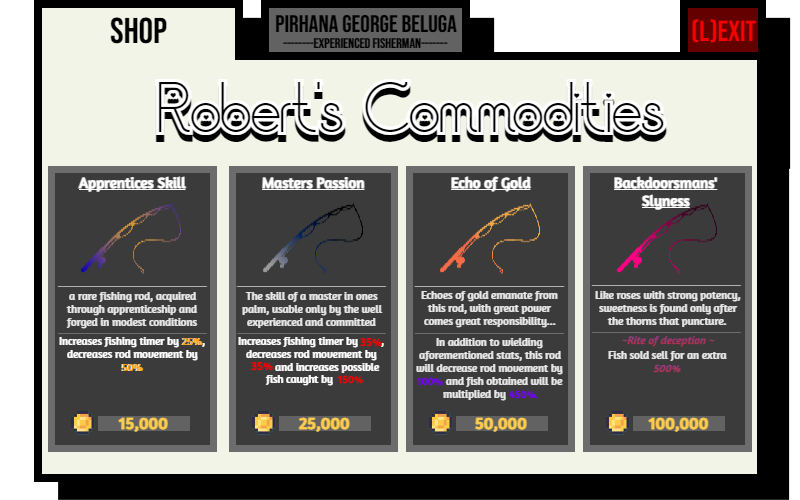 SHOP
PIRHANA GEORGE BELUGA
--------EXPERIENCED FISHERMAN-------
(L)EXIT
Robert's Commodities
Apprentices Skill
a rare fishing rod, acquired
through apprenticeship and
forged in modest conditions
Increases fishing timer by 25%,
decreases rod movement by
50%
15,000
Masters Passion
The skill of a master in ones
palm, usable only by the well
experienced and committed
Increases fishing timer by 35%,
decreases rod movement by
35% and increases possible
fish caught by 150%
25,000
Echo of Gold
Echoes of gold emanate from
this rod, with great power
comes great responsibility...
In addition to wielding
aforementioned stats, this rod
will decrease rod movement by
100% and fish obtained will be
multiplied by
50,000
Backdoorsmans'
Slyness
Like roses with strong potency,
sweetness is found only after
the thorns that puncture.
~Rite of deception ~
Fish sold sell for an extra
500%
100,000